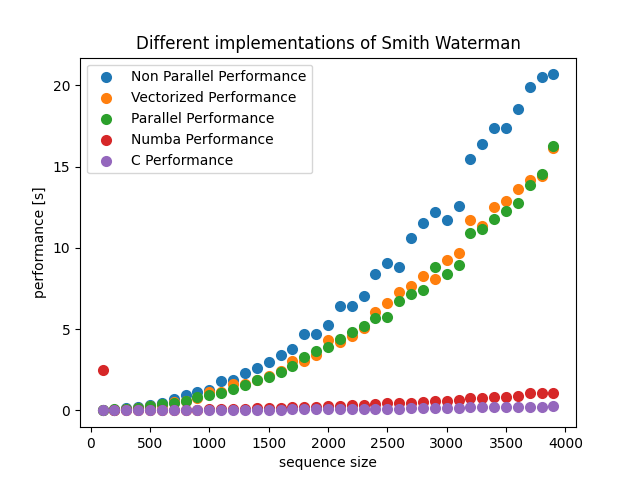 Different implementations of Smith Waterman
Non Parallel Performance
Vectorized Performance
Parallel Performance
Numba Performance
C Performance
performance [s]
20
15
10
5
0
0 500 1000 1500 2000 2500 3000 3500 4000
sequence size